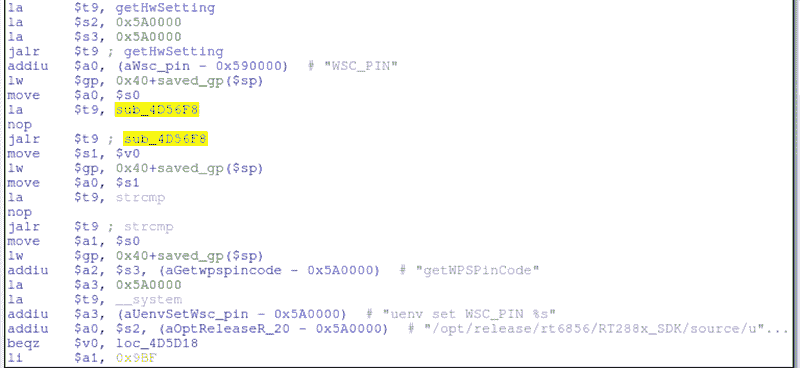 la $t9, getHwSetting
la $s2, 0x5A0000
la $s3, 0x5A0000
jalr $t9 ; getHwSetting
addiu $a0, (aWsc_pin - 0x590000) # "WSC_PIN"
lw $gp, 0x40+saved_gp($sp)
move $a0, $s0
la $t9, sub_4D56F8
nop
jalr $t9 ; sub_4D56F8
move $s1, $v0
lw $gp, 0x40+saved_gp($sp)
move $a0, $s1
la $t9, strcmp
nop
jalr $t9 ; strcmp
move $a1, $s0
lw $gp, 0x40+saved_gp($sp)
addiu $a2, $s3, (aGetwpspincode - 0x5A0000) # "getWPSPinCode"
la $a3, 0x5A0000
la $t9, __system
addiu $a3, (aUenvSetWsc_pin - 0x5A0000) # "uenv set WSC_PIN %s"
addiu $a0, $s2, (aOptReleaseR_20 - 0x5A0000) # "/opt/release/rt6856/RT288x_SDK/source/u"...
beqz $v0, loc_4D5D18
li $a1, 0x9BF